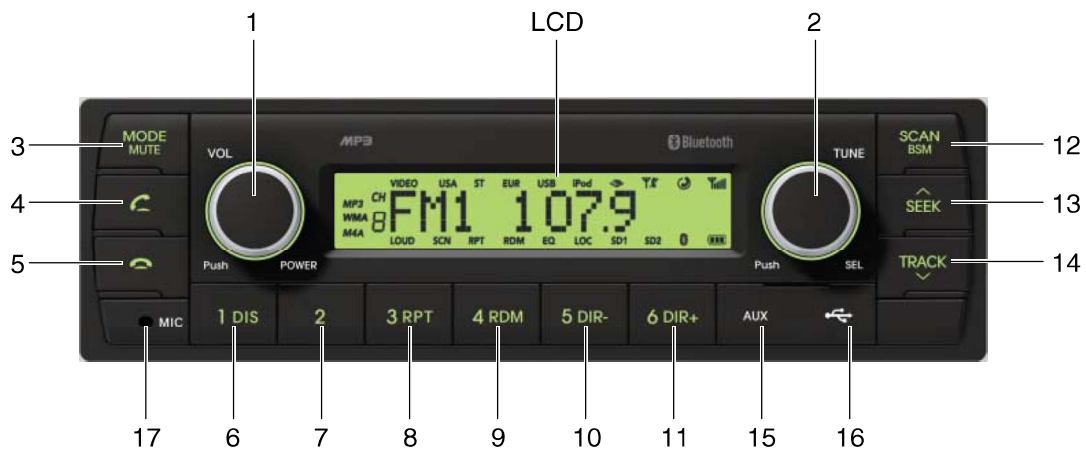 1 LCD 2
3 MODE MUTE
4
5
VOL
MP3
Bluetooth
TUNE
SCAN BSM 12
SEEK 13
TRACK 14
VIDEO USA ST EUR USB iPod
MP3 CH
WMA
M4A
8
FM1 107.9
LOUD SCN RPT RDM EQ LOC SD1 SD2
Push POWER
Push SEL
MIC
1 DIS
2
3 RPT
4 RDM
5 DIR-
6 DIR+
AUX
17 6 7 8 9 10 11 15 16